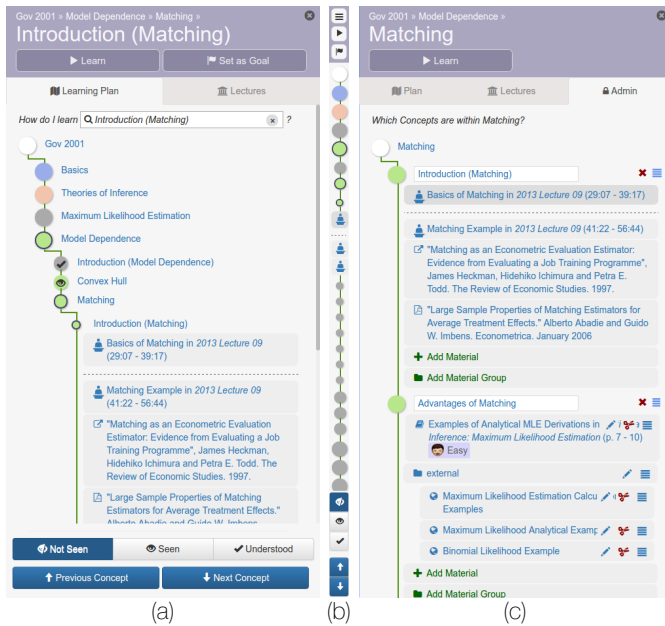 Gov 2001 » Model Dependence » Matching »
Introduction (Matching)
Learn
Set as Goal
Learning Plan
Lectures
How do I learn Introduction (Matching) ?
Gov 2001
Basics
Theories of Inference
Maximum Likelihood Estimation
Model Dependence
Introduction (Model Dependence)
Convex Hull
Matching
Introduction (Matching)
Basics of Matching in 2013 Lecture 09
(29:07 - 39:17)
Matching Example in 2013 Lecture 09
(41:22 - 56:44)
"Matching as an Econometric Evaluation
Estimator: Evidence from Evaluating a Job
Training Programme", James Heckman,
Hidehiko Ichimura and Petra E. Todd. The
Review of Economic Studies. 1997.
"Large Sample Properties of Matching
Estimators for Average Treatment Effects."
Alberto Abadie and Guido W. Imbens.
Not Seen
Seen
Understood
Previous Concept
Next Concept
(a)
(b)
Gov 2001 » Model Dependence »
Matching
Learn
Plan
Lectures
Admin
Which Concepts are within Matching?
Matching
Introduction (Matching)
Basics of Matching in 2013 Lecture 09 (29:07 - 39:17)
Matching Example in 2013 Lecture 09 (41:22 - 56:44)
"Matching as an Econometric Evaluation Estimator:
Evidence from Evaluating a Job Training Programme",
James Heckman, Hidehiko Ichimura and Petra E.
Todd. The Review of Economic Studies. 1997.
"Large Sample Properties of Matching Estimators for
Average Treatment Effects." Alberto Abadie and Guido
W. Imbens. Econometrica. January 2006
Add Material
Add Material Group
Advantages of Matching
Examples of Analytical MLE Derivations in
Inference: Maximum Likelihood Estimation (p. 7 - 10)
Easy
external
Maximum Likelihood Estimation Calcu
Examples
Maximum Likelihood Analytical Examp
Binomial Likelihood Example
Add Material
Add Material Group
(c)